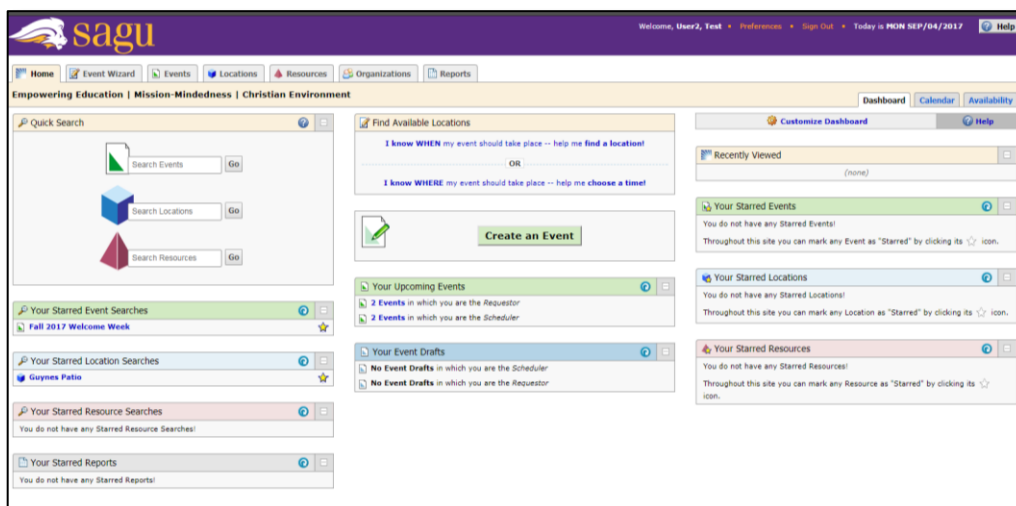 sagu
Welcome, User2, Test • Preferences • Sign Out • Today is MON SEP/04/2017 Help
Home Event Wizard Events Locations Resources Organizations Reports
Empowering Education | Mission-Mindedness | Christian Environment
Dashboard Calendar Availability
Quick Search
Search Events Go
Search Locations Go
Search Resources Go
Your Starred Event Searches
Fall 2017 Welcome Week
Your Starred Location Searches
Guynes Patio
Your Starred Resource Searches
You do not have any Starred Resource Searches!
Your Starred Reports
You do not have any Starred Reports!
Find Available Locations
I know WHEN my event should take place -- help me find a location!
OR
I know WHERE my event should take place -- help me choose a time!
Create an Event
Your Upcoming Events
2 Events in which you are the Requestor
2 Events in which you are the Scheduler
Your Event Drafts
No Event Drafts in which you are the Scheduler
No Event Drafts in which you are the Requestor
Customize Dashboard Help
Recently Viewed
(none)
Your Starred Events
You do not have any Starred Events!
Throughout this site you can mark any Event as "Starred" by clicking its icon.
Your Starred Locations
You do not have any Starred Locations!
Throughout this site you can mark any Location as "Starred" by clicking its icon.
Your Starred Resources
You do not have any Starred Resources!
Throughout this site you can mark any Resource as "Starred" by clicking its
icon.